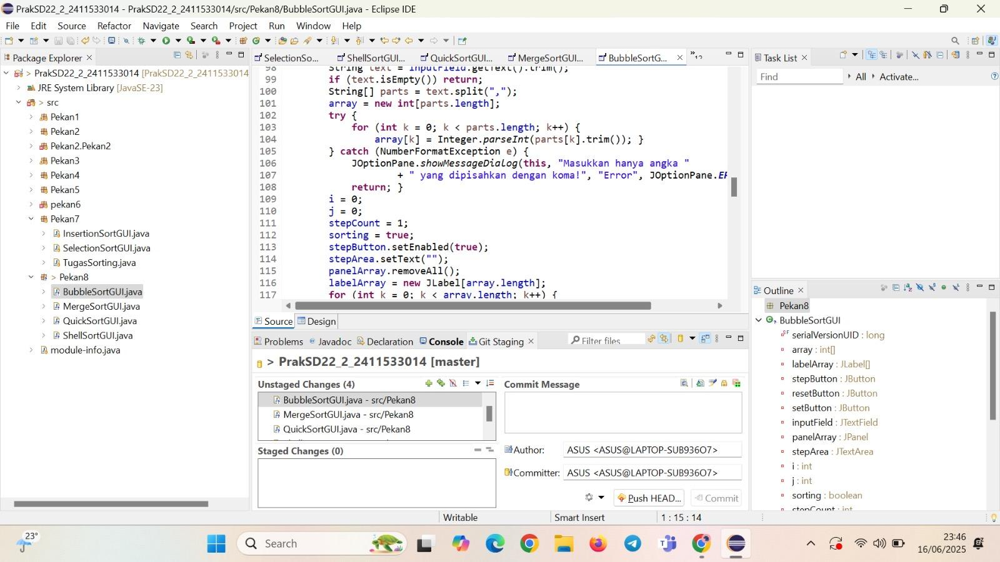 PrakSD22_2_2411533014 - PrakSD22_2_2411533014/src/Pekan8/BubbleSortGUI.java - Eclipse IDE
File Edit Source Refactor Navigate Search Project Run Window Help
Package Explorer
> PrakSD22_2_2411533014 [PrakSD22_2_2411533014
JRE System Library [JavaSE-23]
> src
Pekan1
Pekan2
Pekan2.Pekan2
Pekan3
Pekan4
Pekan5
pekan6
Pekan7
InsertionSortGUI.java
SelectionSortGUI.java
TugasSorting.java
> Pekan8
BubbleSortGUI.java
MergeSortGUI.java
QuickSortGUI.java
ShellSortGUI.java
module-info.java
SelectionSo... ShellSortGUI... QuickSortGUI... MergeSortGUI... BubbleSortG... »12
98 String text = inputField.getText().trim();
99 if (text.isEmpty()) return;
100 String[] parts = text.split(",");
101 array = new int[parts.length];
102 try {
103 for (int k = 0; k < parts.length; k++) {
104 array[k] = Integer.parseInt(parts[k].trim()); }
105 } catch (NumberFormatException e) {
106 JOptionPane.showMessageDialog(this, "Masukkan hanya angka "
107 + " yang dipisahkan dengan koma!", "Error", JOptionPane.ER
108 return; }
109 i = 0;
110 j = 0;
111 stepCount = 1;
112 sorting = true;
113 stepButton.setEnabled(true);
114 stepArea.setText("");
115 panelArray.removeAll();
116 labelArray = new JLabel[array.length];
117 for (int k = 0; k < array.length; k++) {
Source Design
Problems Javadoc Declaration Console Git Staging
Filter files
> PrakSD22_2_2411533014 [master]
Unstaged Changes (4)
BubbleSortGUI.java - src/Pekan8
MergeSortGUI.java - src/Pekan8
QuickSortGUI.java - src/Pekan8
Staged Changes (0)
Commit Message
Author: ASUS <ASUS@LAPTOP-SUB936O7>
Committer: ASUS <ASUS@LAPTOP-SUB936O7>
Push HEAD... Commit
Task List
Find All Activate...
Outline
Pekan8
BubbleSortGUI
serialVersionUID : long
array : int[]
labelArray : JLabel[]
stepButton : JButton
resetButton : JButton
setButton : JButton
inputField : JTextField
panelArray : JPanel
stepArea : JTextArea
i : int
j : int
sorting : boolean
stepCount : int
Writable Smart Insert 1 : 15 : 14
23°
Search
23:46
16/06/2025